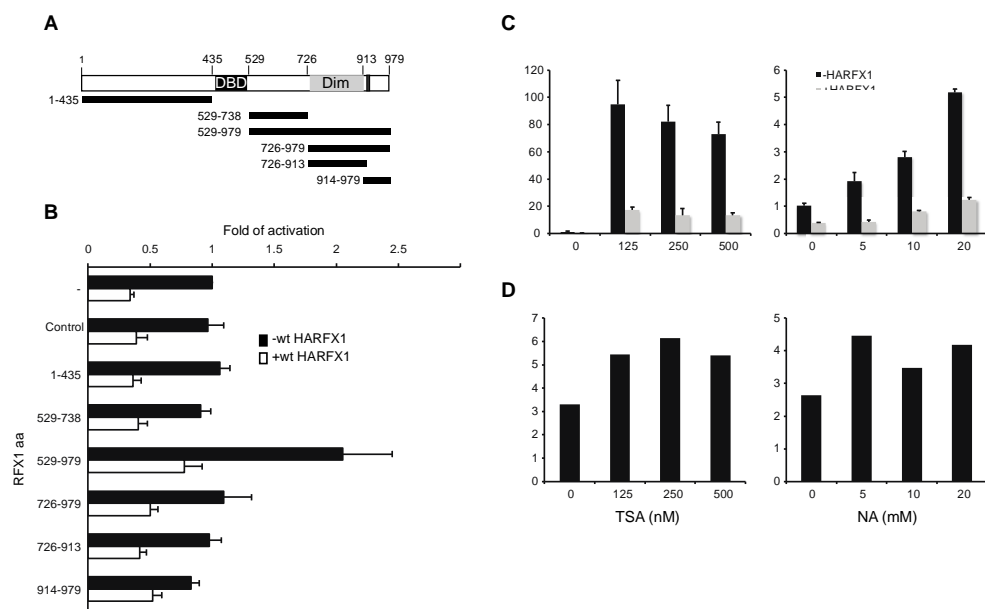 A
1 435 529 726 913 979
DBD Dim
1-435
529-738
529-979
726-979
726-913
914-979
B
Fold of activation
0 0.5 1 1.5 2 2.5
-
Control
1-435
529-738
529-979
726-979
726-913
914-979
RFX1 aa
-wt HARFX1
+wt HARFX1
C
120
100
80
60
40
20
0
0 125 250 500
6
5
4
3
2
1
0
0 5 10 20
-HARFX1
+HARFX1
D
7
6
5
4
3
2
1
0
0 125 250 500
TSA (nM)
5
4
3
2
1
0
0 5 10 20
NA (mM)